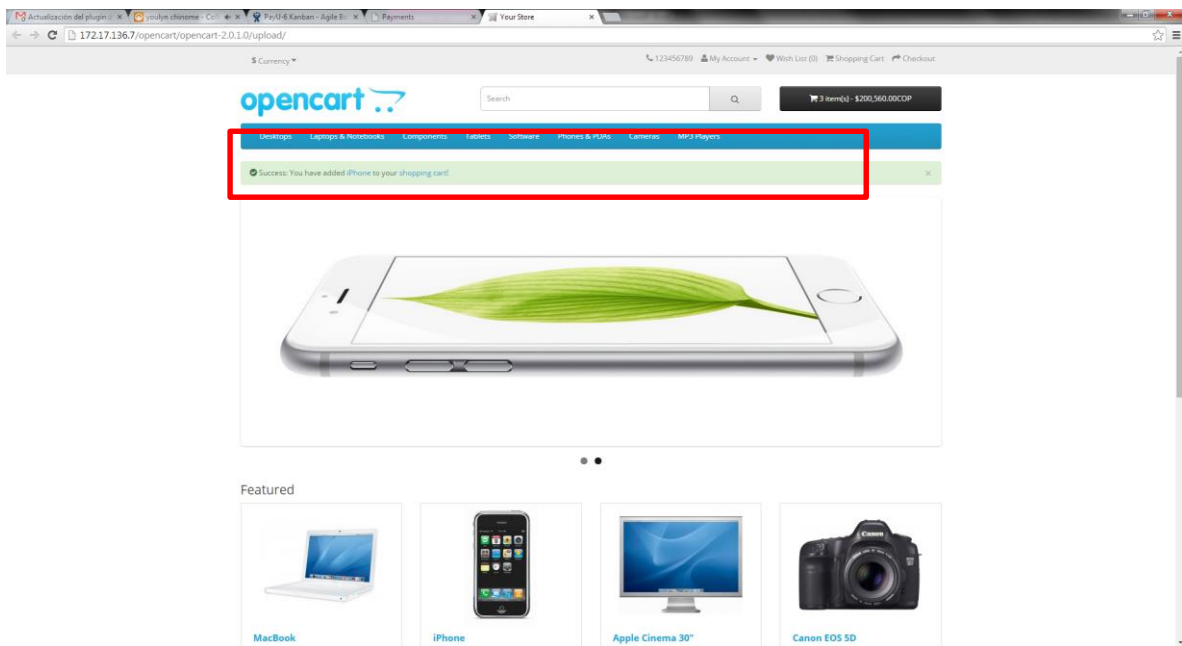 Actualización del plugin
youlyn chinome - Col
PayU-6 Kanban - Agile Bo
Payments
Your Store
172.17.136.7/opencart/opencart-2.0.1.0/upload/
$ Currency
123456789 My Account Wish List (0) Shopping Cart Checkout
opencart
Search
3 item(s) - $200,560.00COP
Desktops Laptops & Notebooks Components Tablets Software Phones & PDAs Cameras MP3 Players
Success: You have added iPhone to your shopping cart!
Featured
Canon
MacBook
iPhone
Apple Cinema 30"
Canon EOS 5D